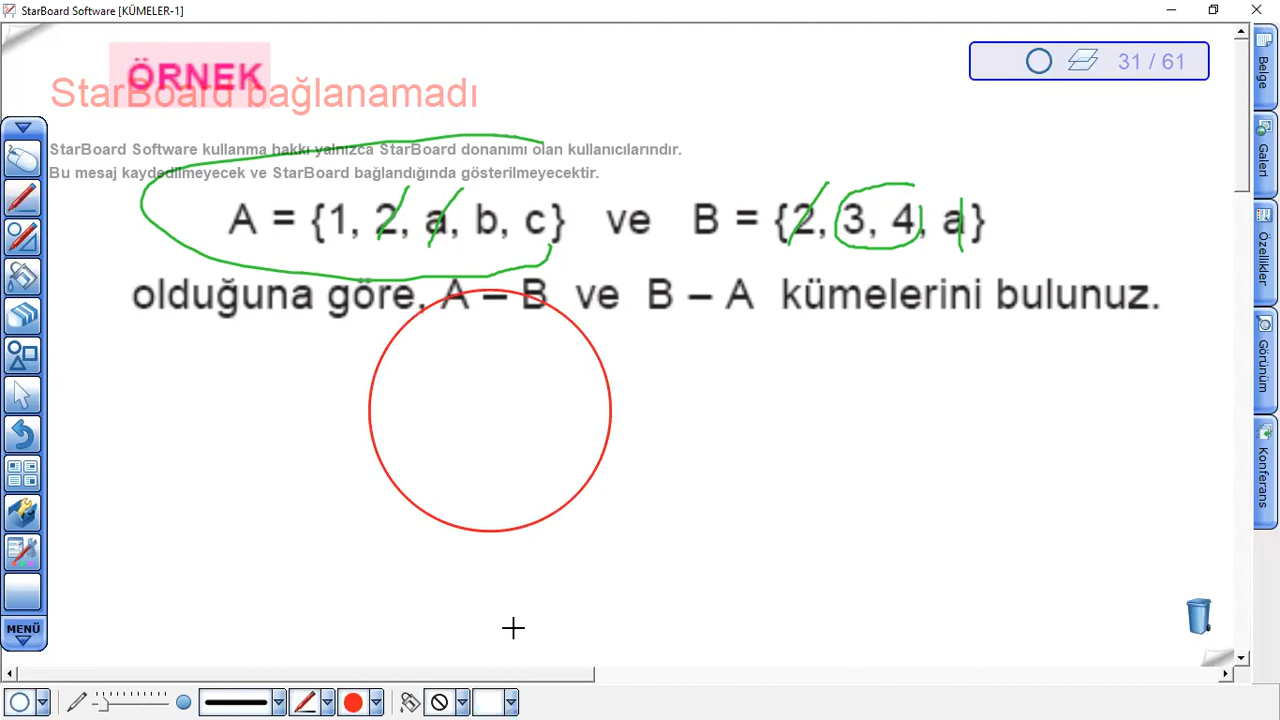 StarBoard Software [KÜMELER-1]
ÖRNEK
StarBoard bağlanamadı
31 / 61
StarBoard Software kullanma hakkı yalnızca StarBoard donanımı olan kullanıcılarındır.
Bu mesaj kaydedilmeyecek ve StarBoard bağlandığında gösterilmeyecektir.
A = {1, 2, a, b, c} ve B = {2, 3, 4, a}
olduğuna göre, A – B ve B – A kümelerini bulunuz.
Belge
Galeri
Özellikler
Görünüm
Konferans
MENÜ